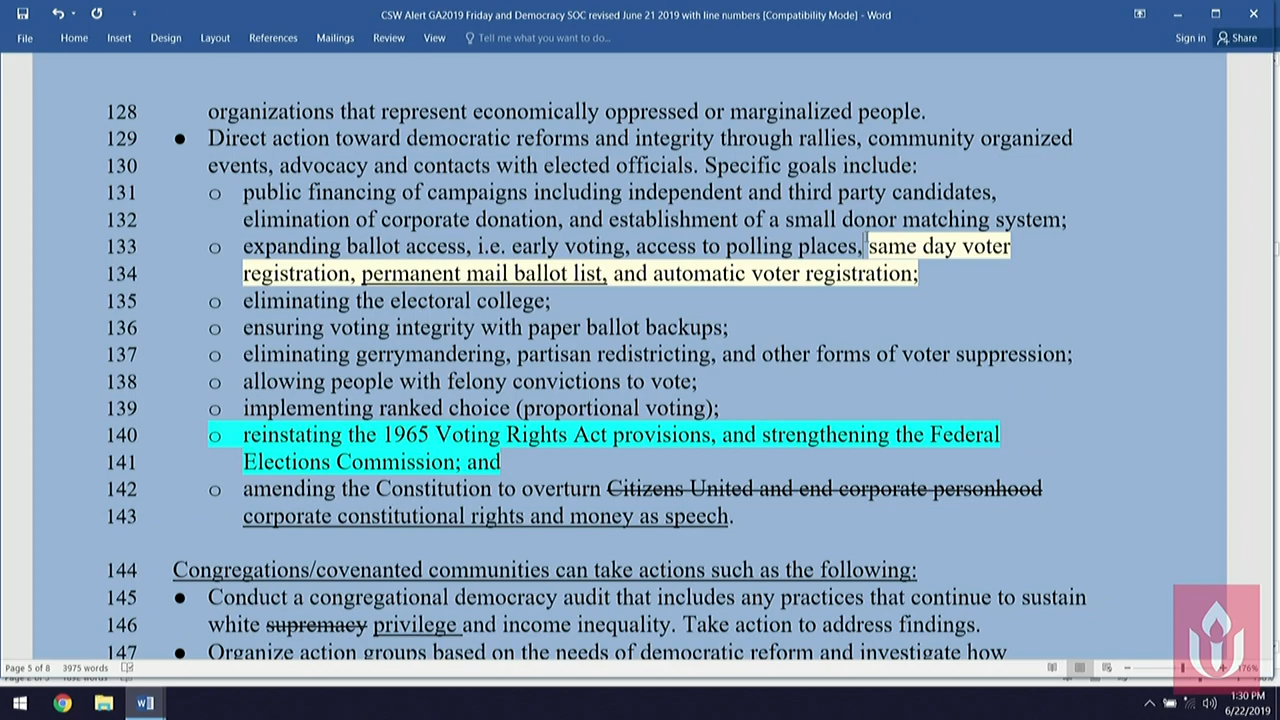 CSW Alert GA2019 Friday and Democracy SOC revised June 21 2019 with line numbers [Compatibility Mode] - Word
File Home Insert Design Layout References Mailings Review View Tell me what you want to do... Sign in Share
128 organizations that represent economically oppressed or marginalized people.
129 ● Direct action toward democratic reforms and integrity through rallies, community organized
130 events, advocacy and contacts with elected officials. Specific goals include:
131 o public financing of campaigns including independent and third party candidates,
132 elimination of corporate donation, and establishment of a small donor matching system;
133 o expanding ballot access, i.e. early voting, access to polling places, same day voter
134 registration, permanent mail ballot list, and automatic voter registration;
135 o eliminating the electoral college;
136 o ensuring voting integrity with paper ballot backups;
137 o eliminating gerrymandering, partisan redistricting, and other forms of voter suppression;
138 o allowing people with felony convictions to vote;
139 o implementing ranked choice (proportional voting);
140 o reinstating the 1965 Voting Rights Act provisions, and strengthening the Federal
141 Elections Commission; and
142 o amending the Constitution to overturn Citizens United and end corporate personhood
143 corporate constitutional rights and money as speech.
144 Congregations/covenanted communities can take actions such as the following:
145 ● Conduct a congregational democracy audit that includes any practices that continue to sustain
146 white supremacy privilege and income inequality. Take action to address findings.
147 ● Organize action groups based on the needs of democratic reform and investigate how
Page 5 of 8 3975 words 176%
1:30 PM
6/22/2019